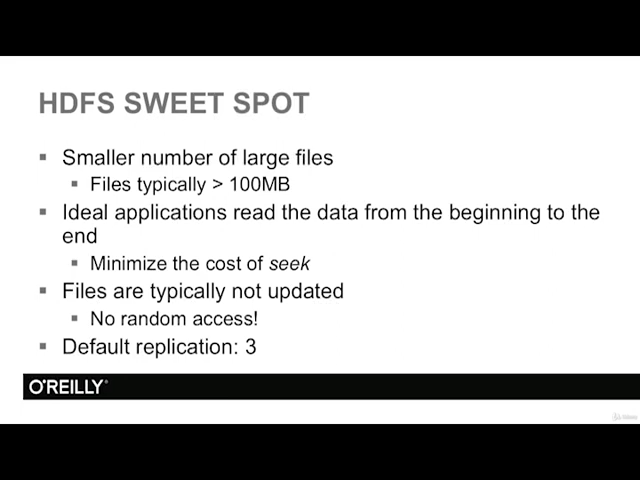 HDFS SWEET SPOT
▪ Smaller number of large files
▪ Files typically > 100MB
▪ Ideal applications read the data from the beginning to the
end
▪ Minimize the cost of seek
▪ Files are typically not updated
▪ No random access!
▪ Default replication: 3
O'REILLY®